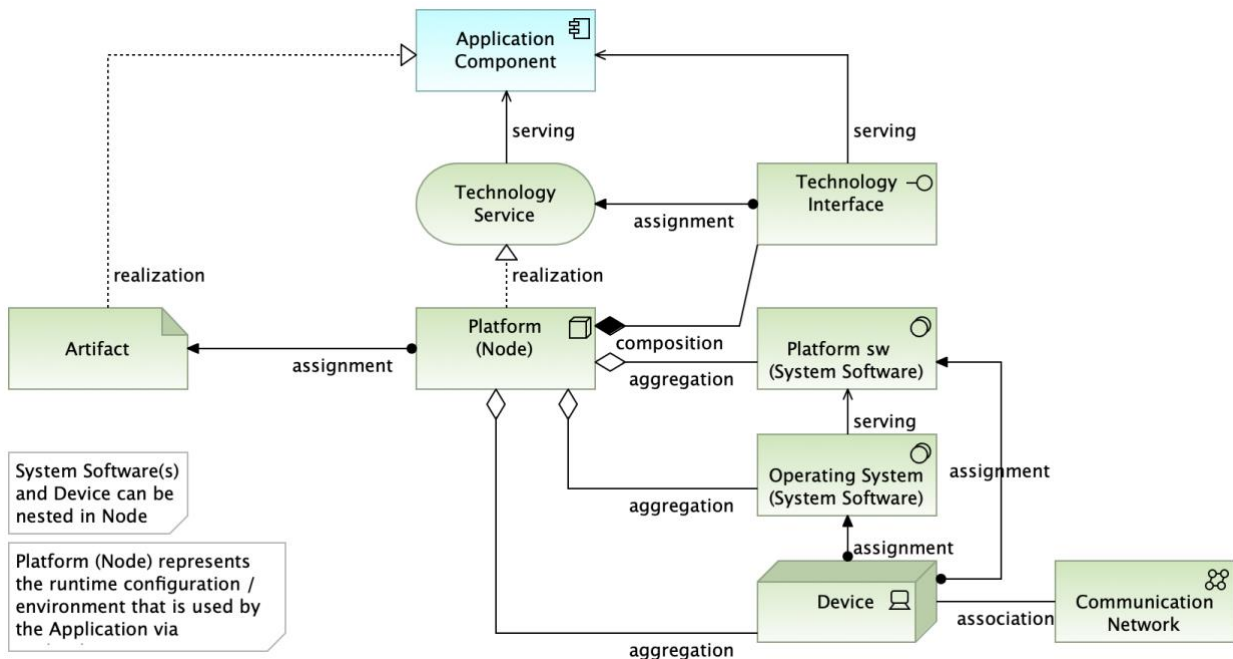 Application
Component
serving
serving
Technology
Service
assignment
Technology
Interface
realization
realization
Artifact
assignment
Platform
(Node)
composition
aggregation
Platform sw
(System Software)
serving
System Software(s)
and Device can be
nested in Node
aggregation
Operating System
(System Software)
assignment
assignment
Platform (Node) represents
the runtime configuration /
environment that is used by
the Application via
aggregation
Device
association
Communication
Network